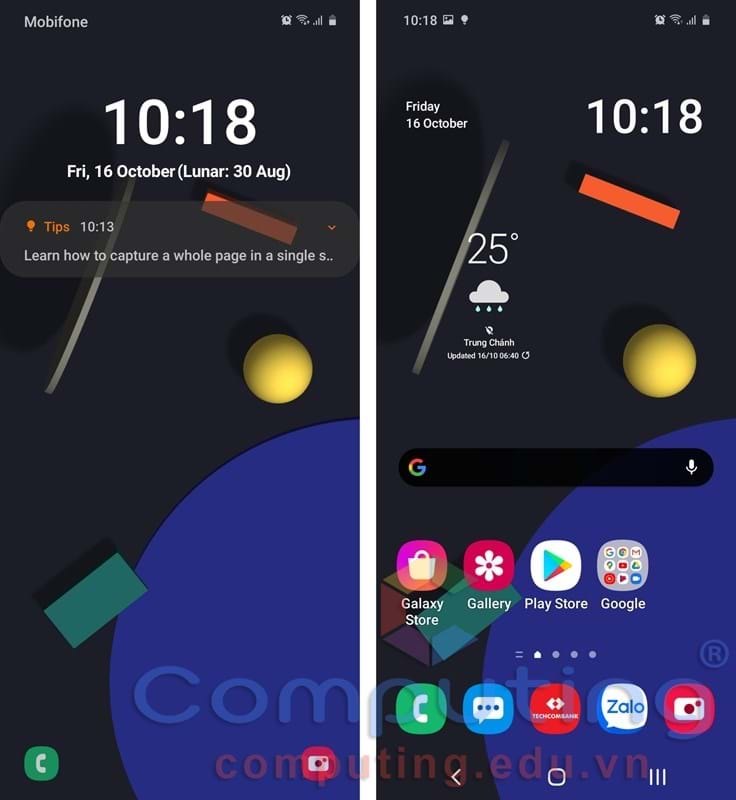 Mobifone
10:18
Fri, 16 October (Lunar: 30 Aug)
Tips 10:13
Learn how to capture a whole page in a single s..
10:18
Friday
16 October
10:18
25°
Trung Chánh
Updated 16/10 06:40
Galaxy Store
Gallery
Play Store
Google
TECHCOMBANK
Zalo
Computing®
computing.edu.vn